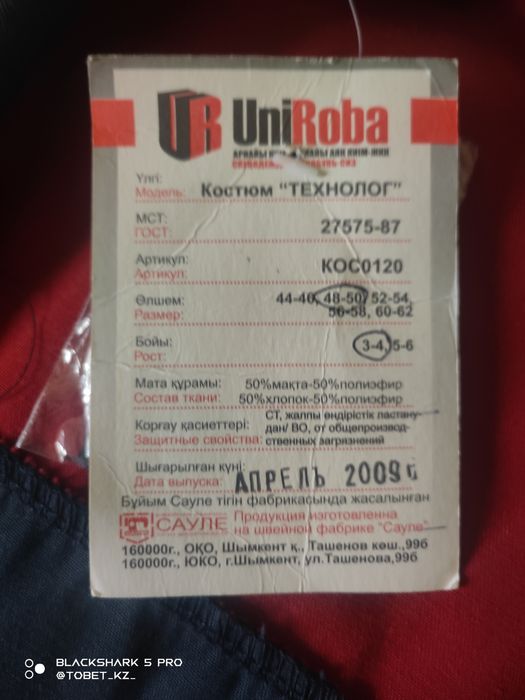 UniRoba
Үлгі:
Модель: Костюм "ТЕХНОЛОГ"
МСТ:
ГОСТ: 27575-87
Артикул:
Артикул: КОС0120
Өлшем: 44-46, 48-50, 52-54,
Размер: 56-58, 60-62
Бойы: 3-4, 5-6
Рост:
Мата құрамы: 50%мақта-50%полиэфир
Состав ткани: 50%хлопок-50%полиэфир
Қорғау қасиеттері: СТ, жалпы өндірістік ластану-
дан/ ВО, от общепроизвод-
Защитные свойства: ственных загрязнений
Шығарылған күні:
Дата выпуска: АПРЕЛЬ 2009 г
Бұйым Сауле тігін фабрикасында жасалынған
САУЛЕ Продукция изготовленна
на швейной фабрике "Сауле"
160000г., ОҚО, Шымкент қ., Ташенов көш.,99б
160000г., ЮКО, г.Шымкент, ул.Ташенова,99б
BLACKSHARK 5 PRO
@TOBET_KZ_